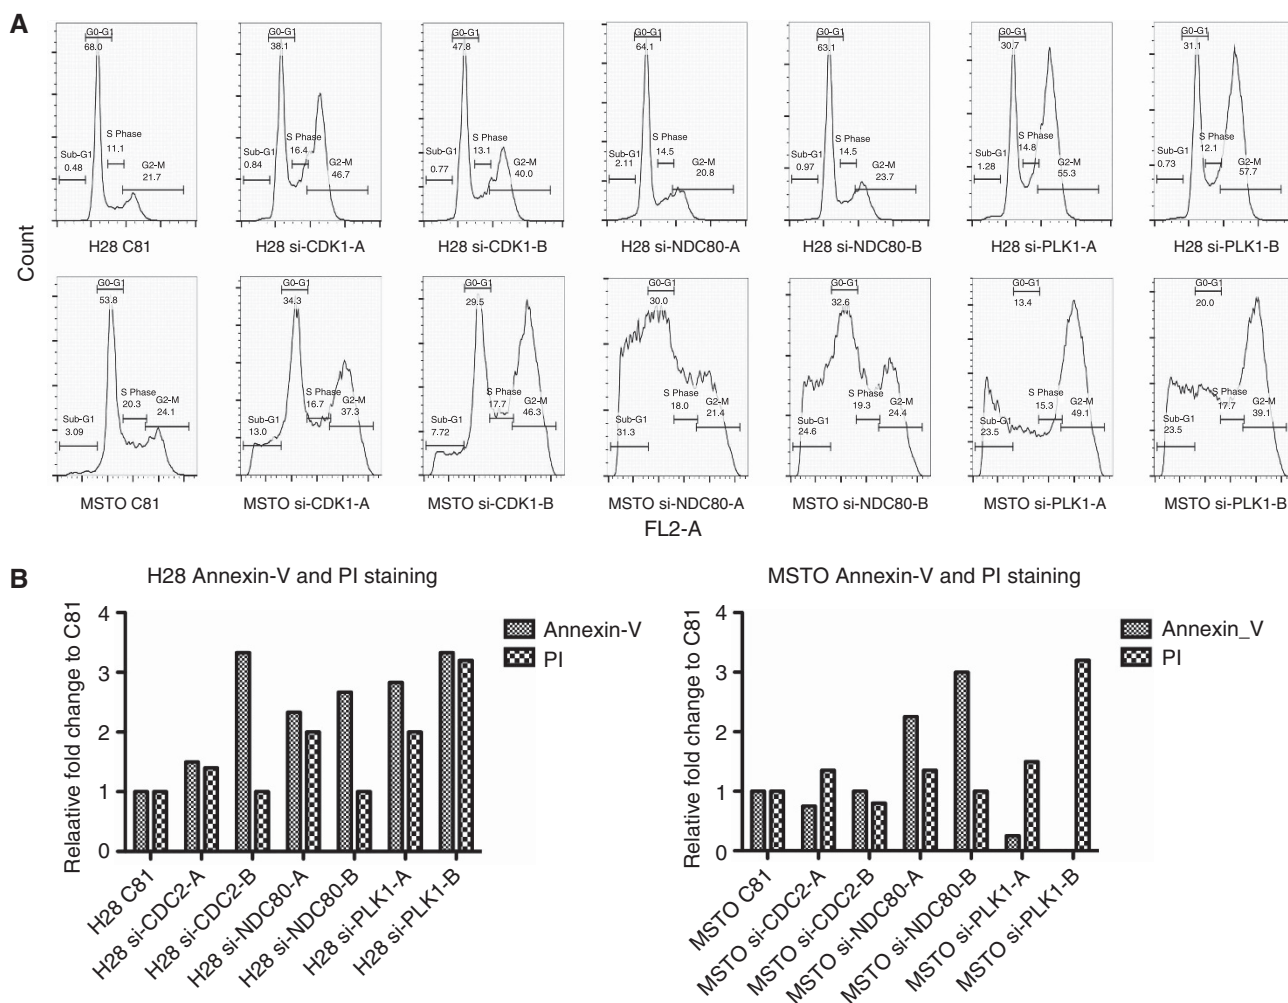 A
Count
G0-G1
68.0
S Phase
11.1
Sub-G1
0.48
G2-M
21.7
H28 C81
G0-G1
38.1
S Phase
16.4
Sub-G1
0.84
G2-M
46.7
H28 si-CDK1-A
G0-G1
47.8
S Phase
13.1
Sub-G1
0.77
G2-M
40.0
H28 si-CDK1-B
G0-G1
64.1
S Phase
14.5
Sub-G1
2.11
G2-M
20.8
H28 si-NDC80-A
G0-G1
63.1
S Phase
14.5
Sub-G1
0.97
G2-M
23.7
H28 si-NDC80-B
G0-G1
30.7
S Phase
14.8
Sub-G1
1.28
G2-M
55.3
H28 si-PLK1-A
G0-G1
31.1
S Phase
12.1
Sub-G1
0.73
G2-M
57.7
H28 si-PLK1-B
G0-G1
53.8
S Phase
20.3
Sub-G1
3.09
G2-M
24.1
MSTO C81
G0-G1
34.3
S Phase
16.7
Sub-G1
13.0
G2-M
37.3
MSTO si-CDK1-A
G0-G1
29.5
S Phase
17.7
Sub-G1
7.72
G2-M
46.3
MSTO si-CDK1-B
G0-G1
30.0
S Phase
18.0
Sub-G1
31.3
G2-M
21.4
MSTO si-NDC80-A
G0-G1
32.6
S Phase
19.3
Sub-G1
24.6
G2-M
24.4
MSTO si-NDC80-B
G0-G1
13.4
S Phase
15.3
Sub-G1
23.5
G2-M
49.1
MSTO si-PLK1-A
G0-G1
20.0
S Phase
17.7
Sub-G1
23.5
G2-M
39.1
MSTO si-PLK1-B
FL2-A
B
H28 Annexin-V and PI staining
Relaative fold change to C81
4
3
2
1
0
Annexin-V
PI
H28 C81
H28 si-CDC2-A
H28 si-CDC2-B
H28 si-NDC80-A
H28 si-NDC80-B
H28 si-PLK1-A
H28 si-PLK1-B
MSTO Annexin-V and PI staining
Relative fold change to C81
4
3
2
1
0
Annexin_V
PI
MSTO C81
MSTO si-CDC2-A
MSTO si-CDC2-B
MSTO si-NDC80-A
MSTO si-NDC80-B
MSTO si-PLK1-A
MSTO si-PLK1-B